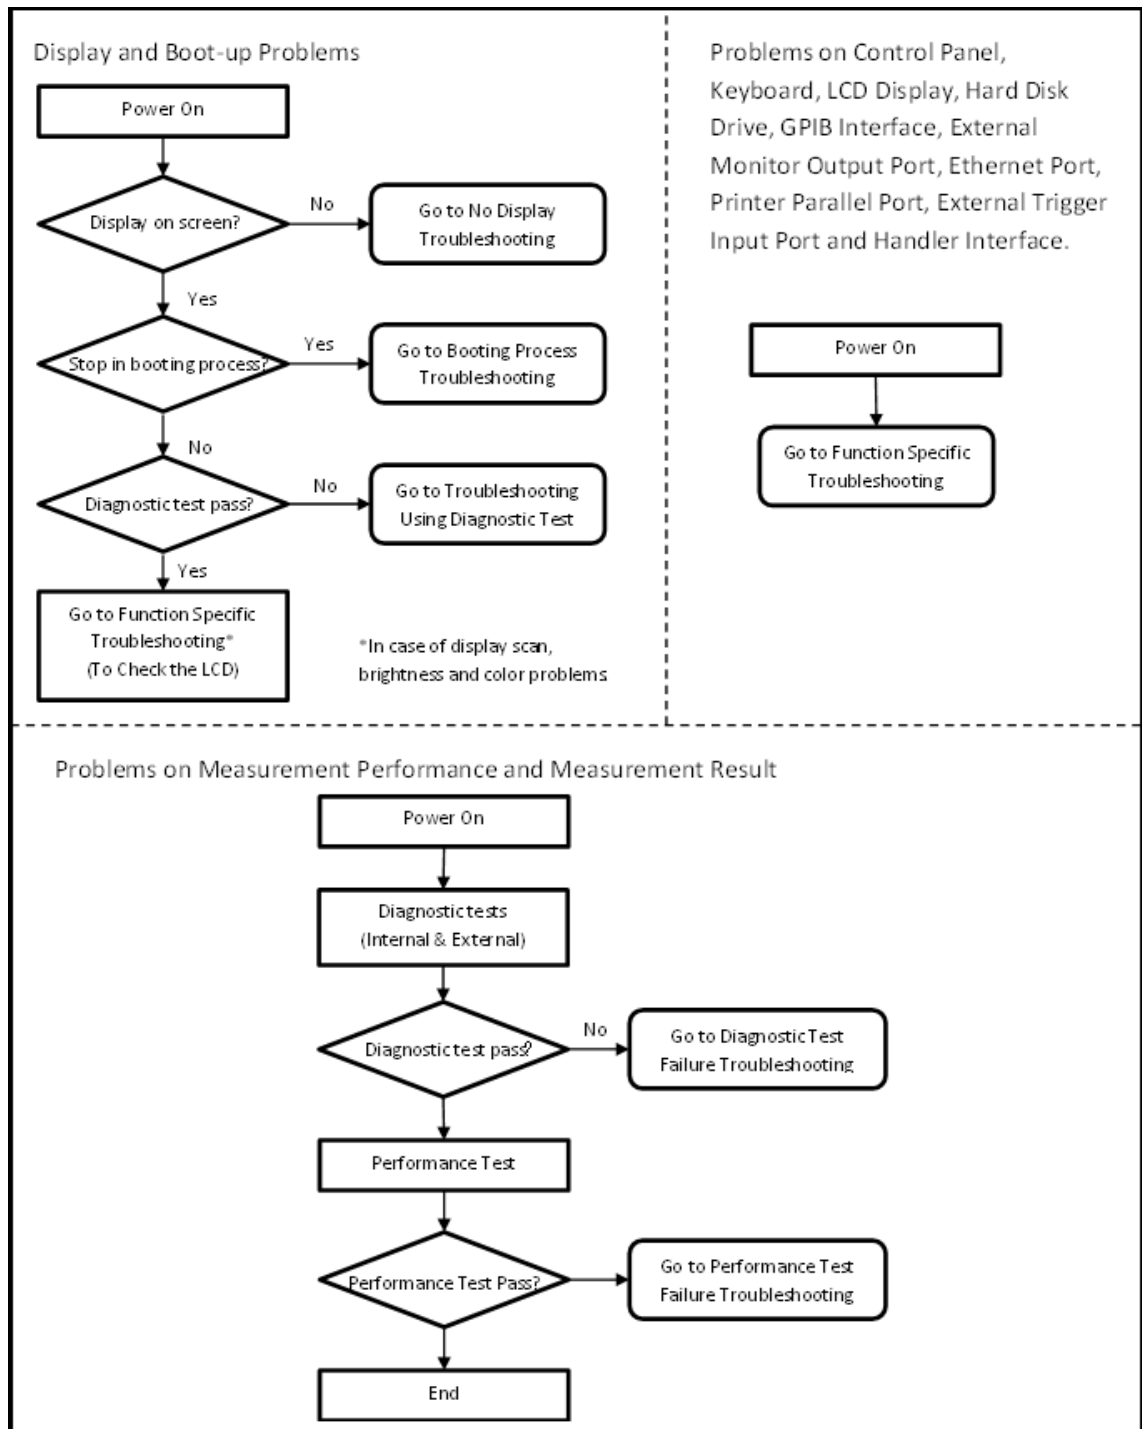 Display and Boot-up Problems
Power On
Display on screen?
No
Go to No Display
Troubleshooting
Yes
Stop in booting process?
Yes
Go to Booting Process
Troubleshooting
No
Diagnostic test pass?
No
Go to Troubleshooting
Using Diagnostic Test
Yes
Go to Function Specific
Troubleshooting*
(To Check the LCD)
*In case of display scan,
brightness and color problems.
Problems on Control Panel,
Keyboard, LCD Display, Hard Disk
Drive, GPIB Interface, External
Monitor Output Port, Ethernet Port,
Printer Parallel Port, External Trigger
Input Port and Handler Interface.
Power On
Go to Function Specific
Troubleshooting
Problems on Measurement Performance and Measurement Result
Power On
Diagnostic tests
(Internal & External)
Diagnostic test pass?
No
Go to Diagnostic Test
Failure Troubleshooting
Performance Test
Performance Test Pass?
Go to Performance Test
Failure Troubleshooting
End